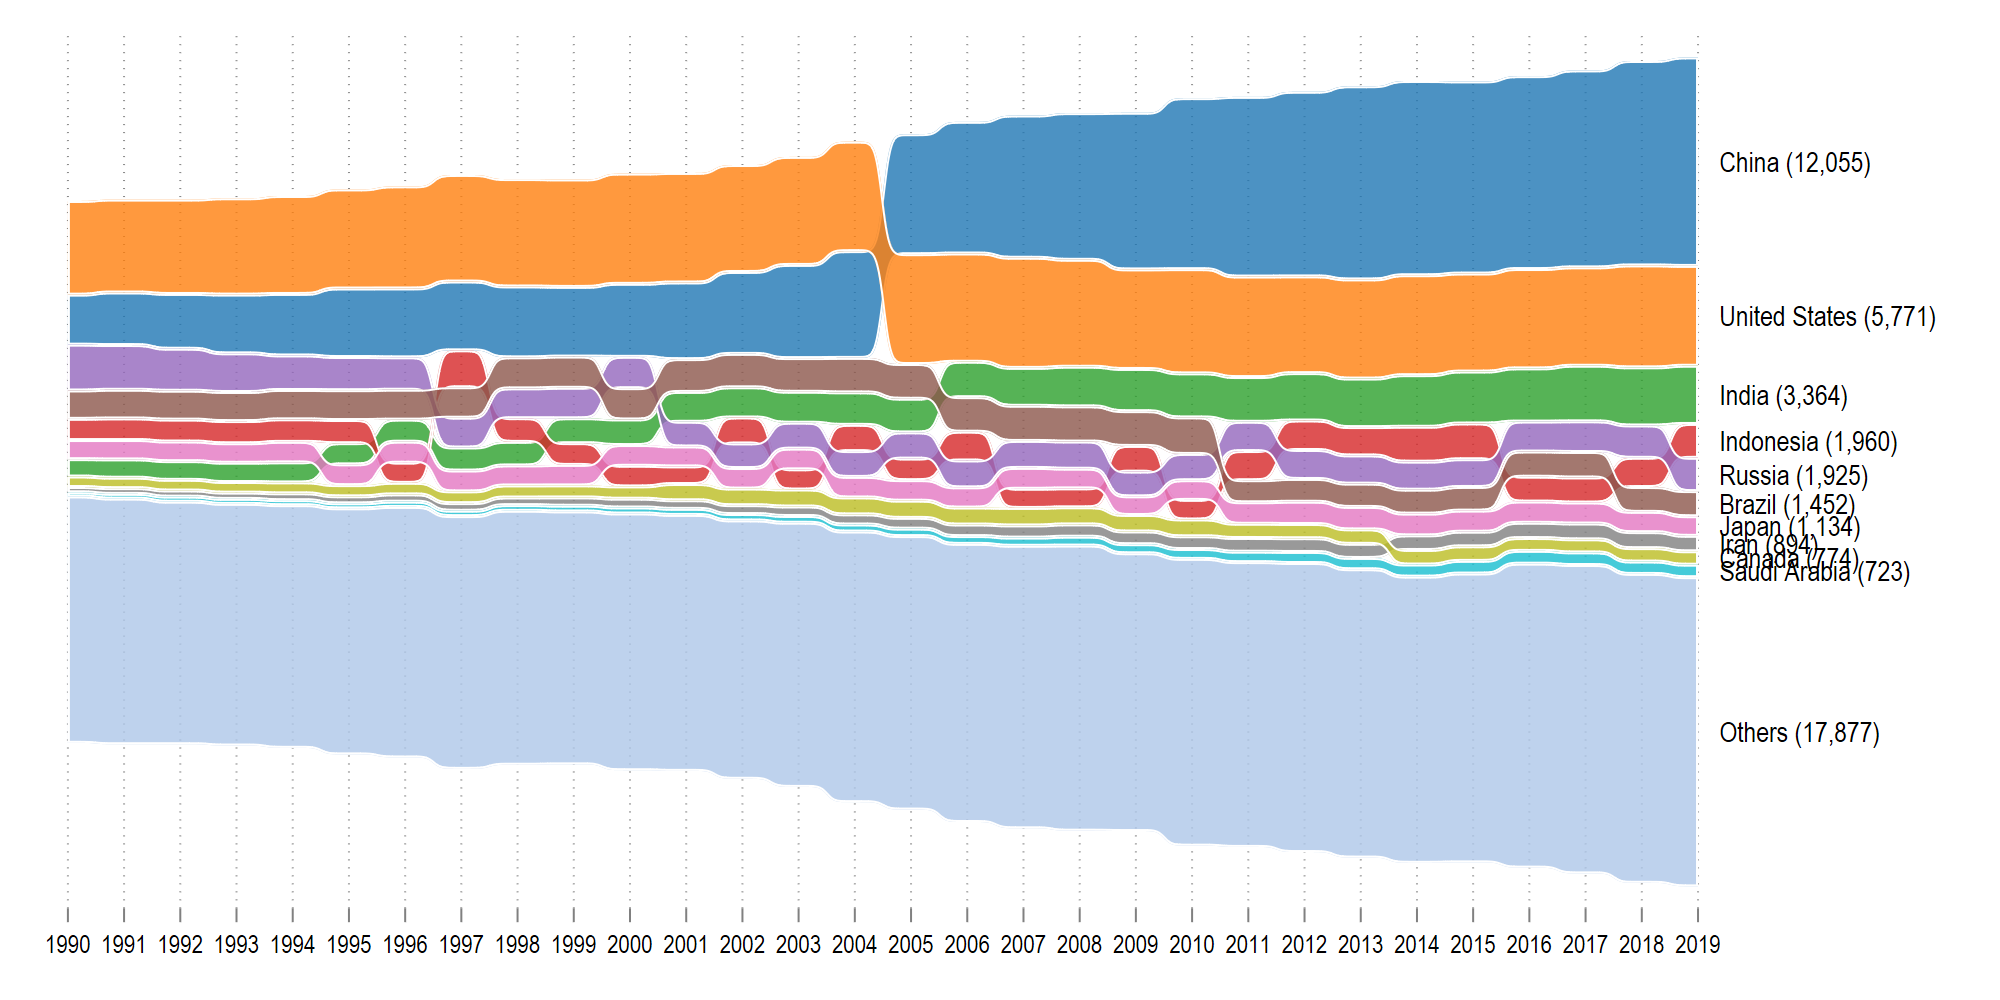 China (12,055)
United States (5,771)
India (3,364)
Indonesia (1,960)
Russia (1,925)
Brazil (1,452)
Japan (1,134)
Iran (894)
Canada (774)
Saudi Arabia (723)
Others (17,877)
1990 1991 1992 1993 1994 1995 1996 1997 1998 1999 2000 2001 2002 2003 2004 2005 2006 2007 2008 2009 2010 2011 2012 2013 2014 2015 2016 2017 2018 2019